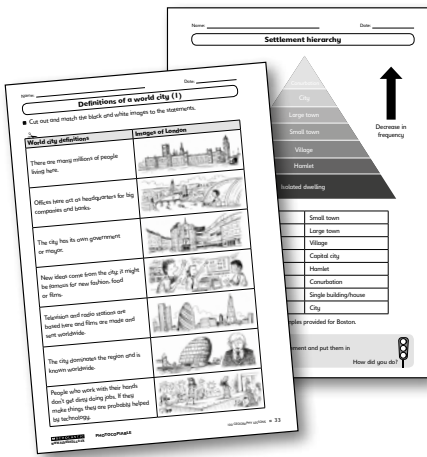 Name:
Date:
Settlement hierarchy
City
Large town
Small town
Village
Hamlet
Isolated dwelling
Decrease in
frequency
Small town
Large town
Village
Capital city
Hamlet
Conurbation
Single building/house
City
mples provided for Boston.
ment and put them in
How did you do?
Name:
Date:
Definitions of a world city (1)
■ Cut out and match the black and white images to the statements.
World city definitions
Images of London
There are many millions of people
living here.
Offices here act as headquarters for big
companies and banks.
The city has its own government
or mayor.
New ideas come from the city; it might
be famous for new fashion, food
or films.
Television and radio stations are
based here and films are made and
sent worldwide.
The city dominates the region and is
known worldwide.
People who work with their hands
don't get dirty doing jobs. If they
make things, they are probably helped
by technology.
PHOTOCOPIABLE
33